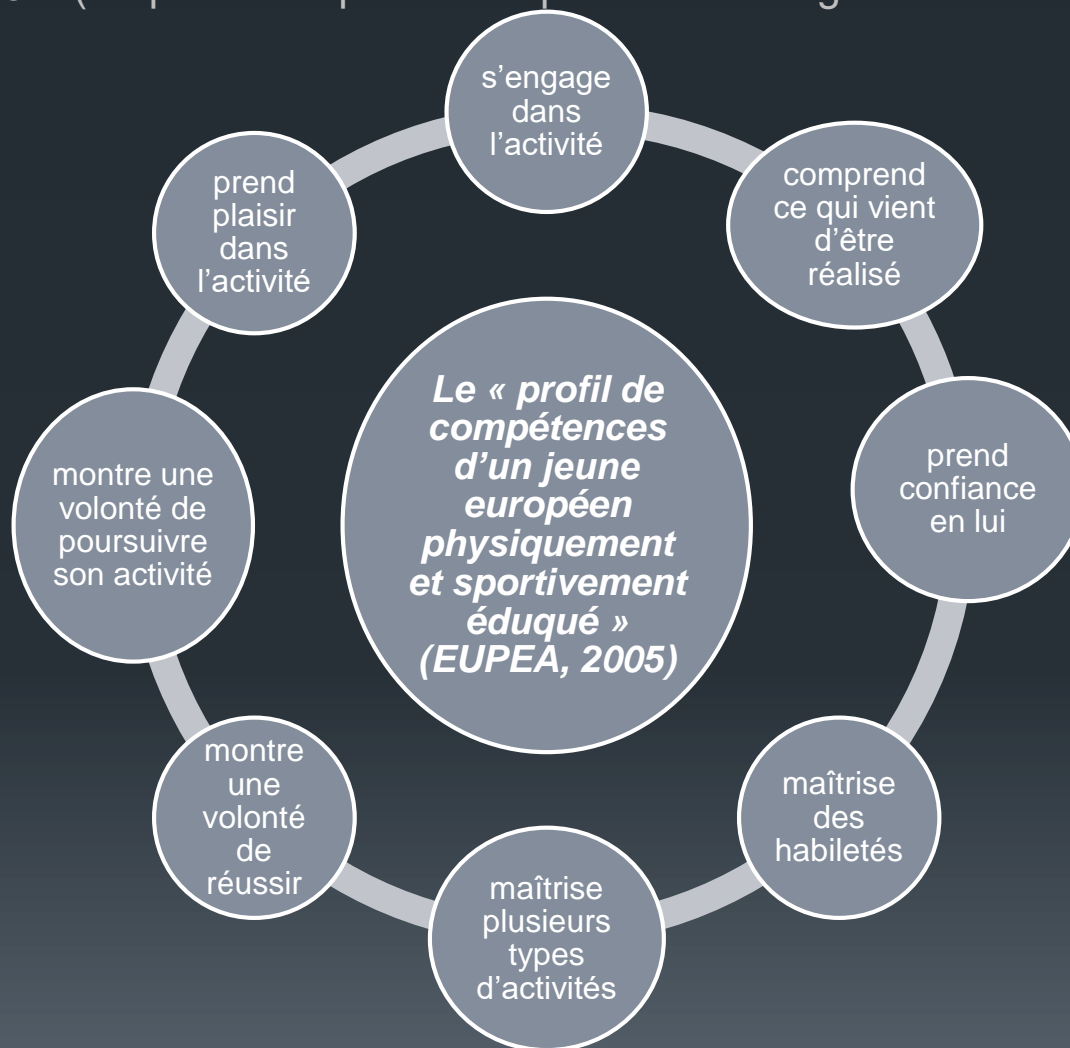 s’engage
dans
l’activité
comprend
ce qui vient
d’être
réalisé
prend
confiance
en lui
maîtrise
des
habiletés
maîtrise
plusieurs
types
d’activités
montre
une
volonté
de
réussir
montre une
volonté de
poursuivre
son activité
prend
plaisir
dans
l’activité
Le « profil de
compétences
d’un jeune
européen
physiquement
et sportivement
éduqué »
(EUPEA, 2005)